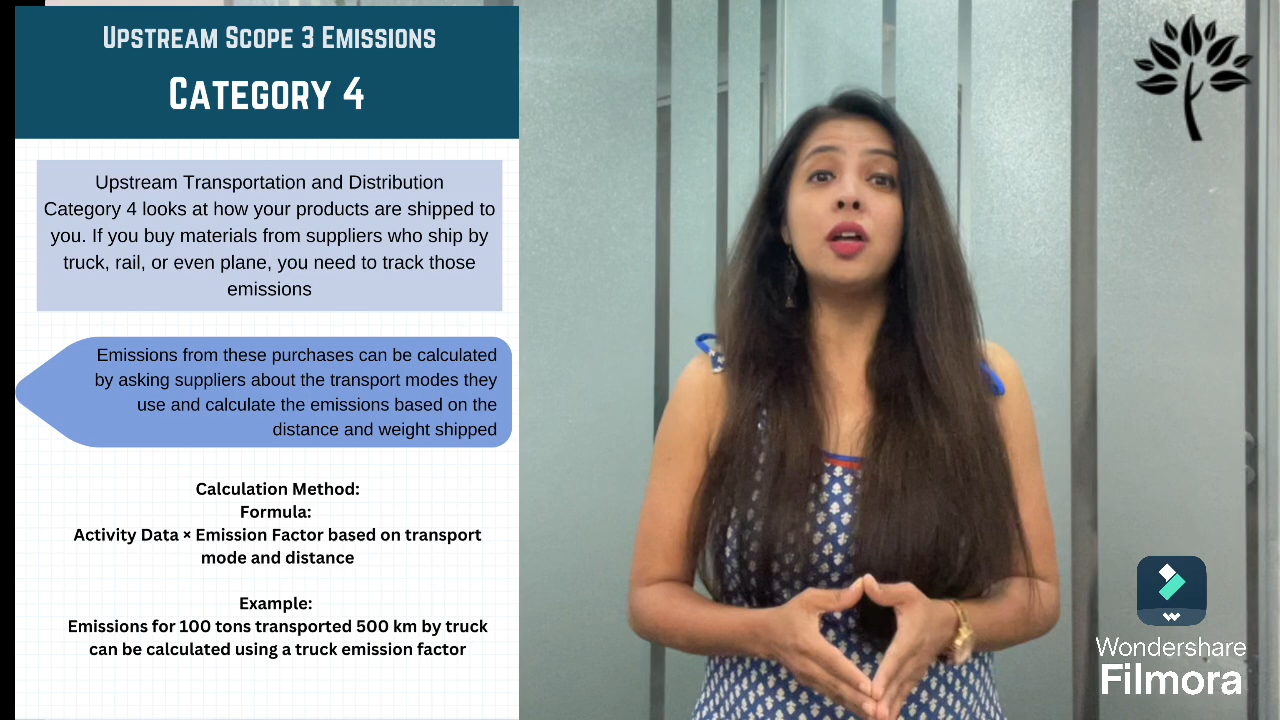 Upstream Scope 3 Emissions
Category 4
Upstream Transportation and Distribution
Category 4 looks at how your products are shipped to
you. If you buy materials from suppliers who ship by
truck, rail, or even plane, you need to track those
emissions
Emissions from these purchases can be calculated
by asking suppliers about the transport modes they
use and calculate the emissions based on the
distance and weight shipped
Calculation Method:
Formula:
Activity Data × Emission Factor based on transport
mode and distance
Example:
Emissions for 100 tons transported 500 km by truck
can be calculated using a truck emission factor
Wondershare
Filmora